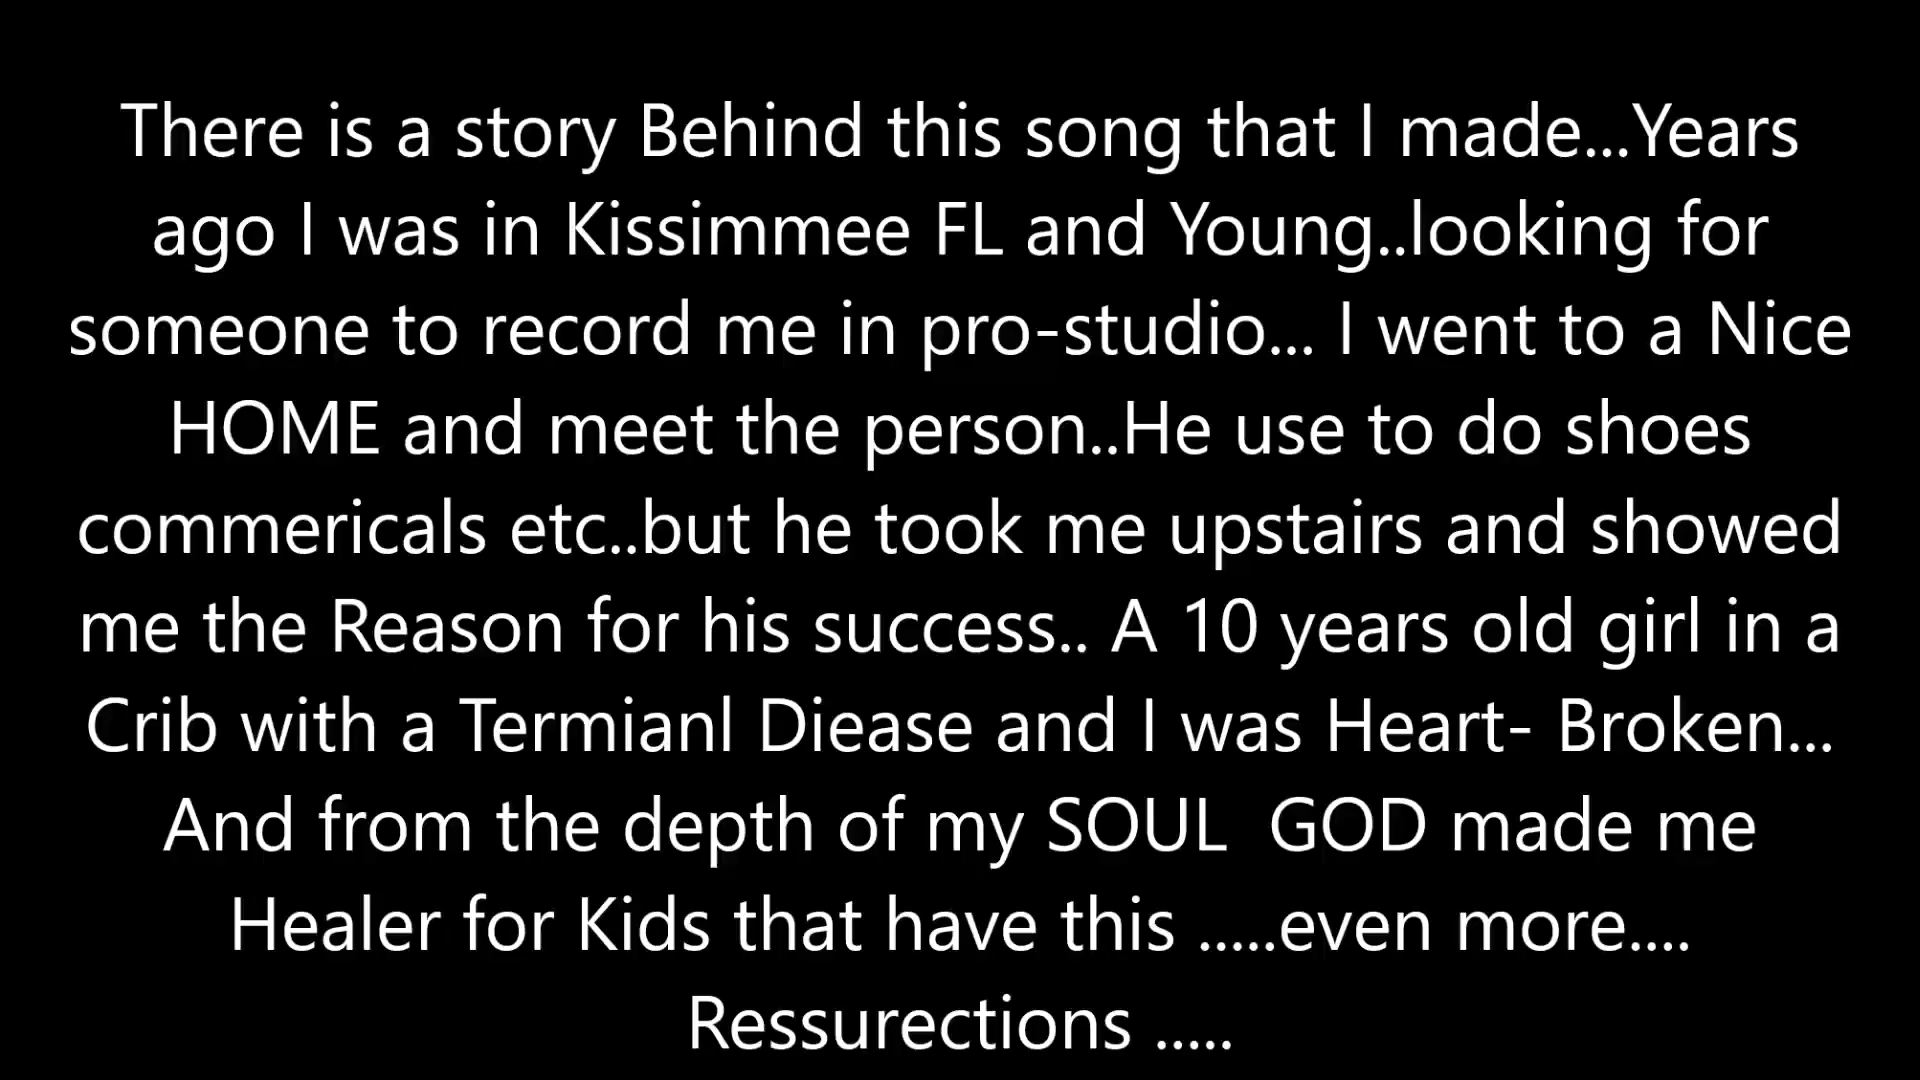 There is a story Behind this song that I made...Years
ago I was in Kissimmee FL and Young..looking for
someone to record me in pro-studio... I went to a Nice
HOME and meet the person..He use to do shoes
commericals etc..but he took me upstairs and showed
me the Reason for his success.. A 10 years old girl in a
Crib with a Termianl Diease and I was Heart- Broken...
And from the depth of my SOUL  GOD made me
Healer for Kids that have this .....even more....
Ressurections .....